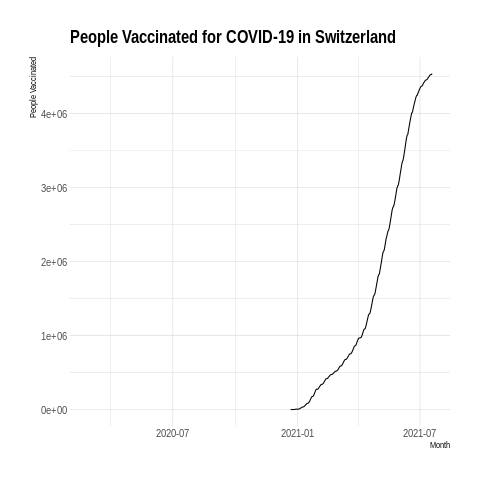 People Vaccinated for COVID-19 in Switzerland
People Vaccinated
4e+06
3e+06
2e+06
1e+06
0e+00
2020-07
2021-01
2021-07
Month